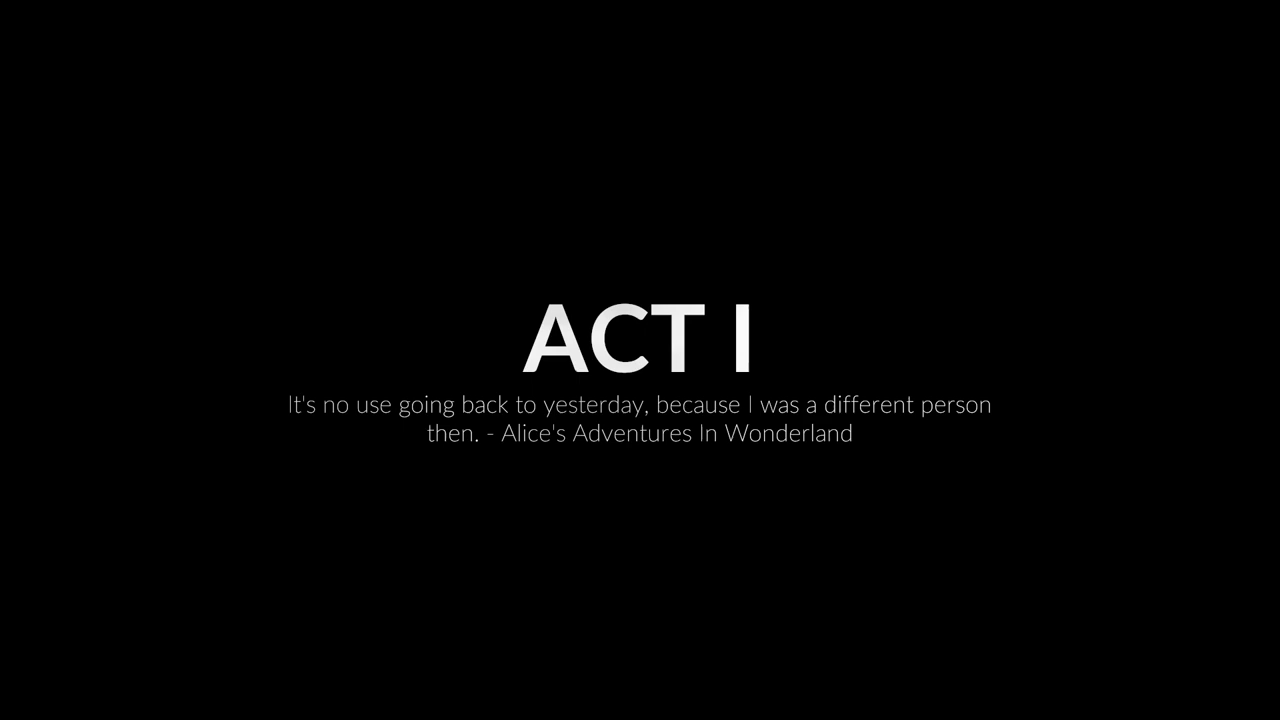 ACT I
It's no use going back to yesterday, because I was a different person
then. - Alice's Adventures In Wonderland